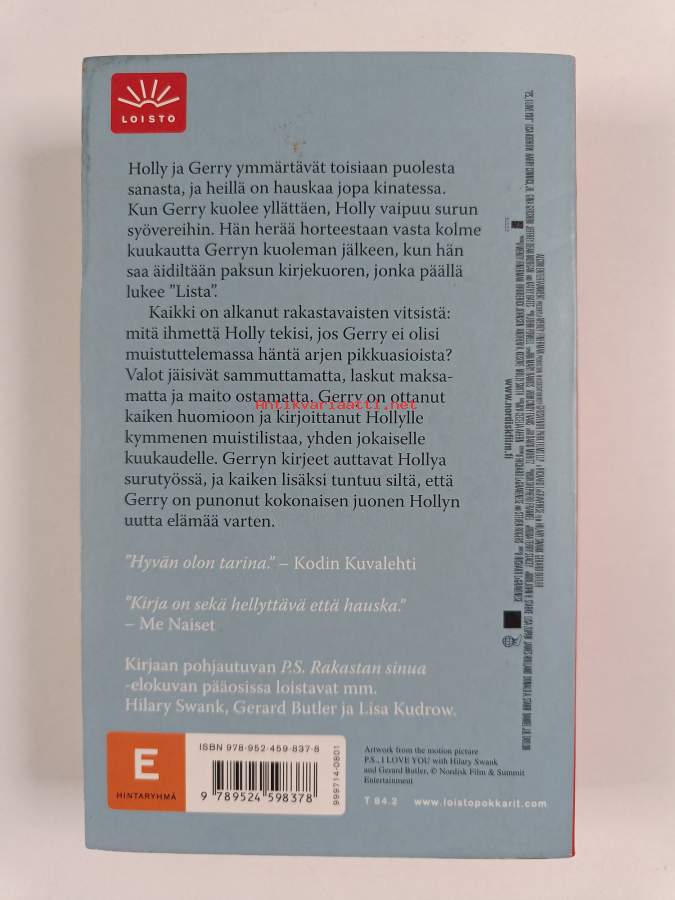 LOISTO
Holly ja Gerry ymmärtävät toisiaan puolesta
sanasta, ja heillä on hauskaa jopa kinatessa.
Kun Gerry kuolee yllättäen, Holly vaipuu surun
syövereihin. Hän herää horteestaan vasta kolme
kuukautta Gerryn kuoleman jälkeen, kun hän
saa äidiltään paksun kirjekuoren, jonka päällä
lukee ”Lista”.
Kaikki on alkanut rakastavaisten vitsistä:
mitä ihmettä Holly tekisi, jos Gerry ei olisi
muistuttelemassa häntä arjen pikkuasioista?
Valot jäisivät sammuttamatta, laskut maksa-
matta ja maito ostamatta. Gerry on ottanut
Antikvariaatti.net
kaiken huomioon ja kirjoittanut Hollylle
kymmenen muistilistaa, yhden jokaiselle
kuukaudelle. Gerryn kirjeet auttavat Hollya
surutyössä, ja kaiken lisäksi tuntuu siltä, että
Gerry on punonut kokonaisen juonen Hollyn
uutta elämää varten.
”Hyvän olon tarina.” – Kodin Kuvalehti
”Kirja on sekä hellyttävä että hauska.”
– Me Naiset
Kirjaan pohjautuvan P.S. Rakastan sinua
-elokuvan pääosissa loistavat mm.
Hilary Swank, Gerard Butler ja Lisa Kudrow.
www.nordiskfilm.fi
E
HINTARYHMÄ
ISBN 978-952-459-837-8
9 789524 598378
999714-0801
Artwork from the motion picture
P.S., I LOVE YOU with Hilary Swank
and Gerard Butler, © Nordisk Film & Summit
Entertainment
T 84.2 www.loistopokkarit.com